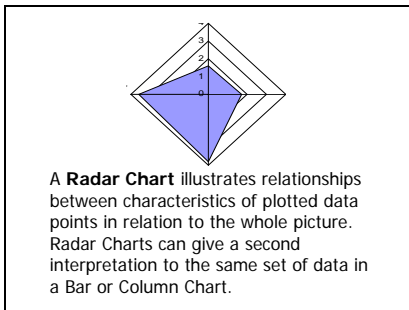 3
2
1
0
A Radar Chart illustrates relationships
between characteristics of plotted data
points in relation to the whole picture.
Radar Charts can give a second
interpretation to the same set of data in
a Bar or Column Chart.